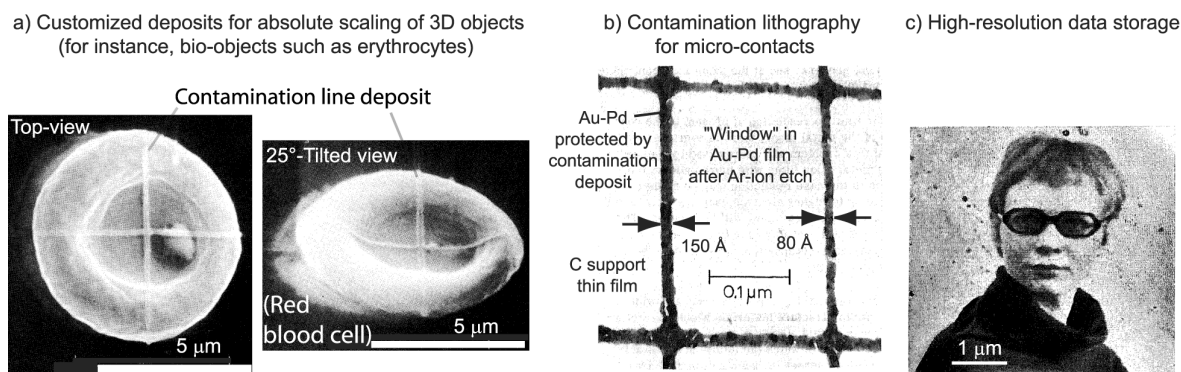 a) Customized deposits for absolute scaling of 3D objects
(for instance, bio-objects such as erythrocytes)
Contamination line deposit
Top-view
5 µm
25°-Tilted view
(Red
blood cell)
5 µm
b) Contamination lithography
for micro-contacts
Au-Pd
protected by
contamination
deposit
"Window" in
Au-Pd film
after Ar-ion etch
150 Å
80 Å
C support
thin film
0.1 µm
c) High-resolution data storage
1 µm